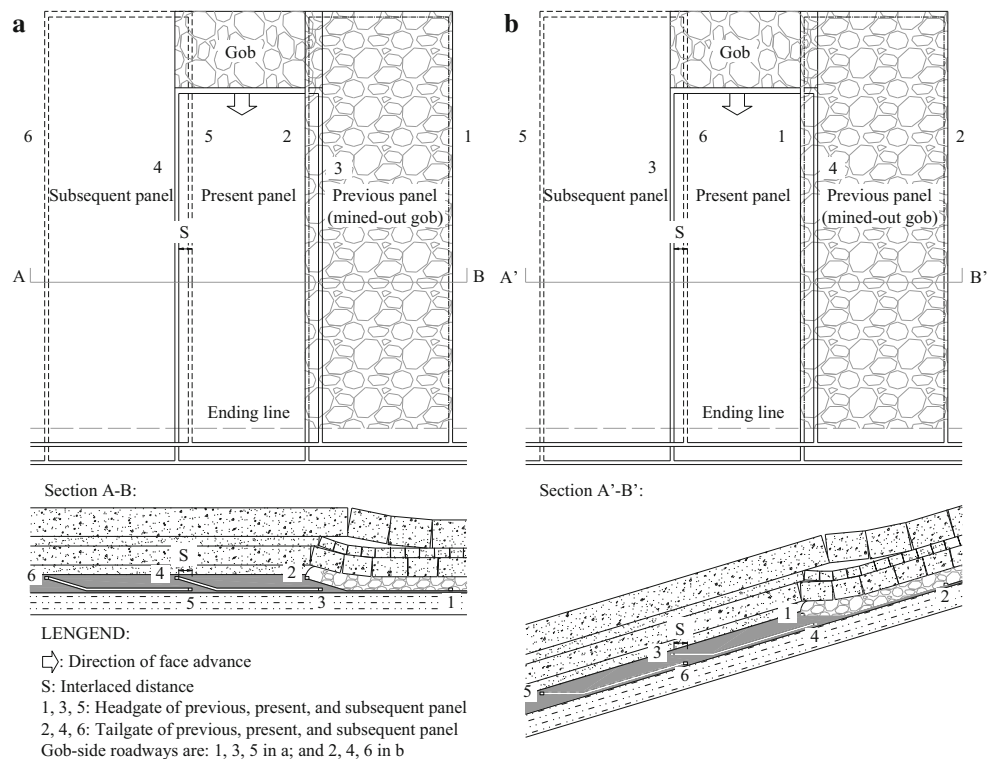 a
Gob
6
5
2
1
4
3
Subsequent panel
Present panel
Previous panel
(mined-out gob)
S
A
B
Ending line
Section A-B:
S
6
4
2
5
3
1
LENGEND:
: Direction of face advance
S: Interlaced distance
1, 3, 5: Headgate of previous, present, and subsequent panel
2, 4, 6: Tailgate of previous, present, and subsequent panel
Gob-side roadways are: 1, 3, 5 in a; and 2, 4, 6 in b
b
Gob
5
6
1
2
3
4
Subsequent panel
Present panel
Previous panel
(mined-out gob)
S
A'
B'
Ending line
Section A'-B':
2
1
S
4
3
6
5